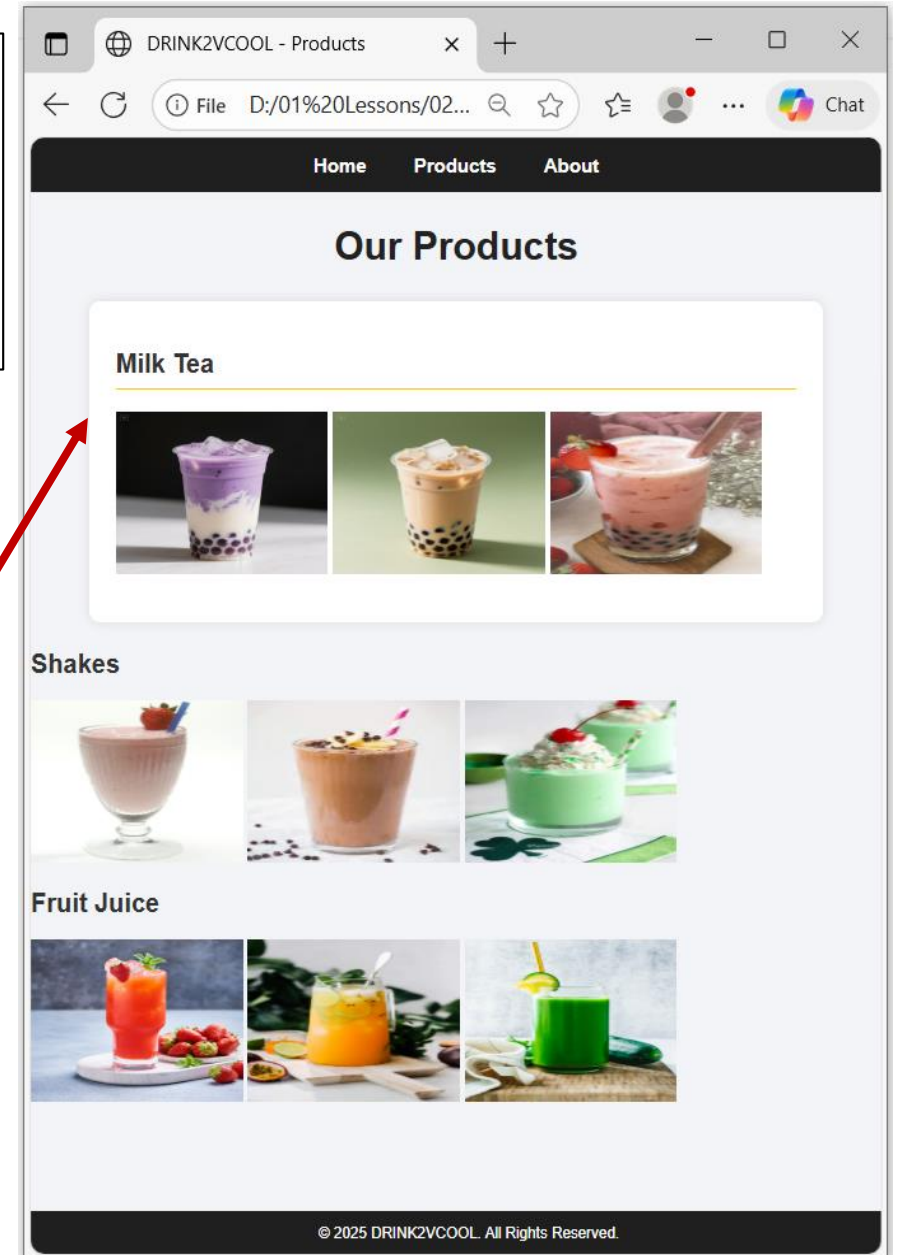 DRINK2VCOOL - Products
File D:/01%20Lessons/02... Chat
Home Products About
Our Products
Milk Tea
Shakes
Fruit Juice
© 2025 DRINK2VCOOL. All Rights Reserved.